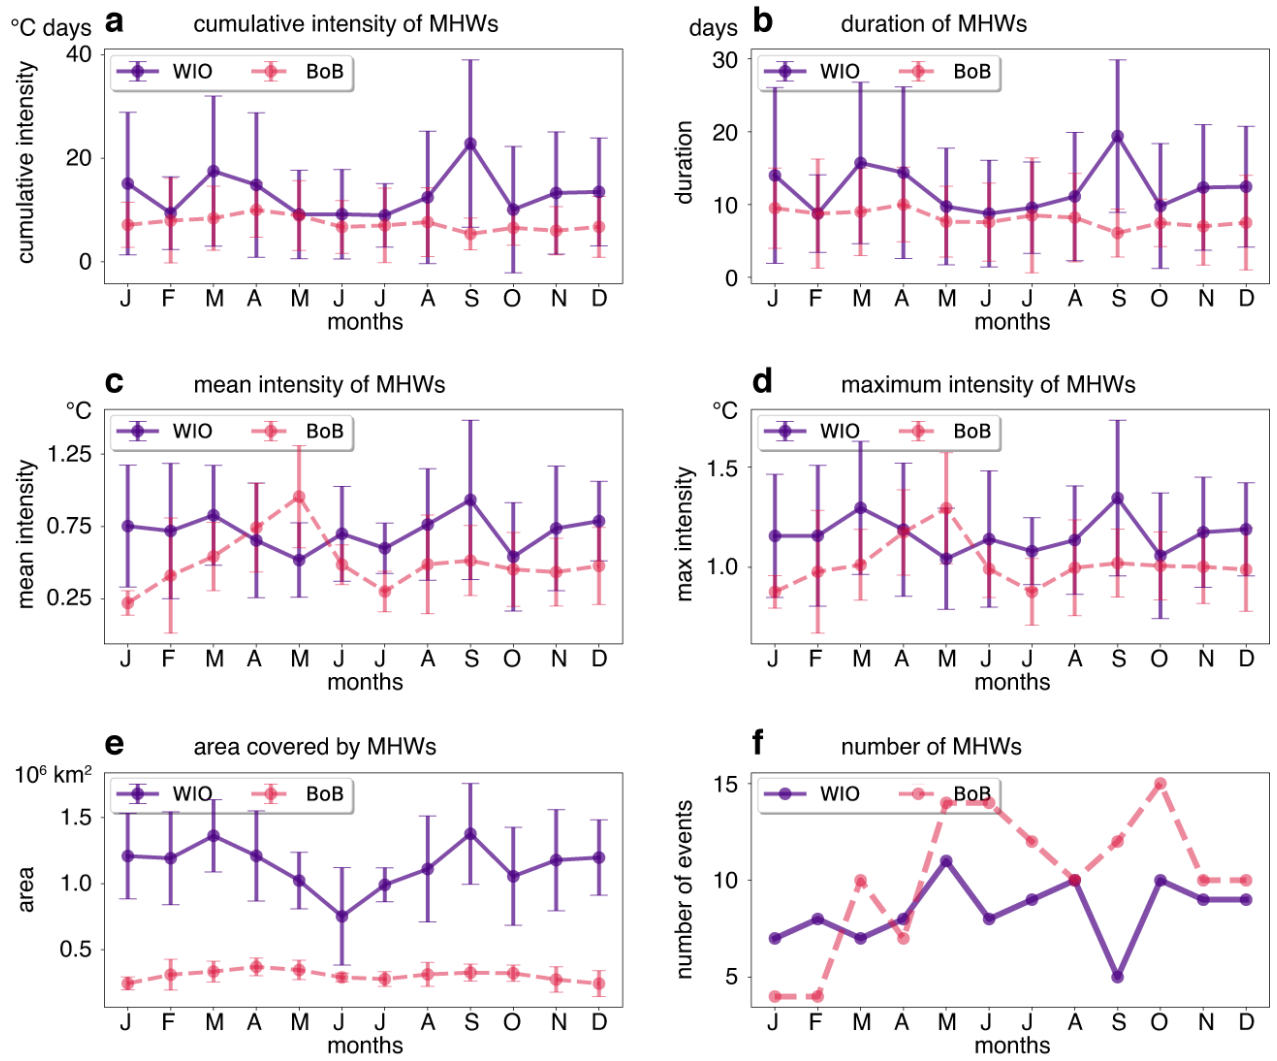 °C days a cumulative intensity of MHWs
40
20
0
cumulative intensity
WIO BoB
J F M A M J J A S O N D
months
days b duration of MHWs
30
20
10
0
duration
WIO BoB
J F M A M J J A S O N D
months
c mean intensity of MHWs
°C
1.25
0.75
0.25
mean intensity
WIO BoB
J F M A M J J A S O N D
months
d maximum intensity of MHWs
°C
1.5
1.0
max intensity
WIO BoB
J F M A M J J A S O N D
months
e area covered by MHWs
10⁶ km²
1.5
1.0
0.5
area
WIO BoB
J F M A M J J A S O N D
months
f number of MHWs
15
10
5
number of events
WIO BoB
J F M A M J J A S O N D
months